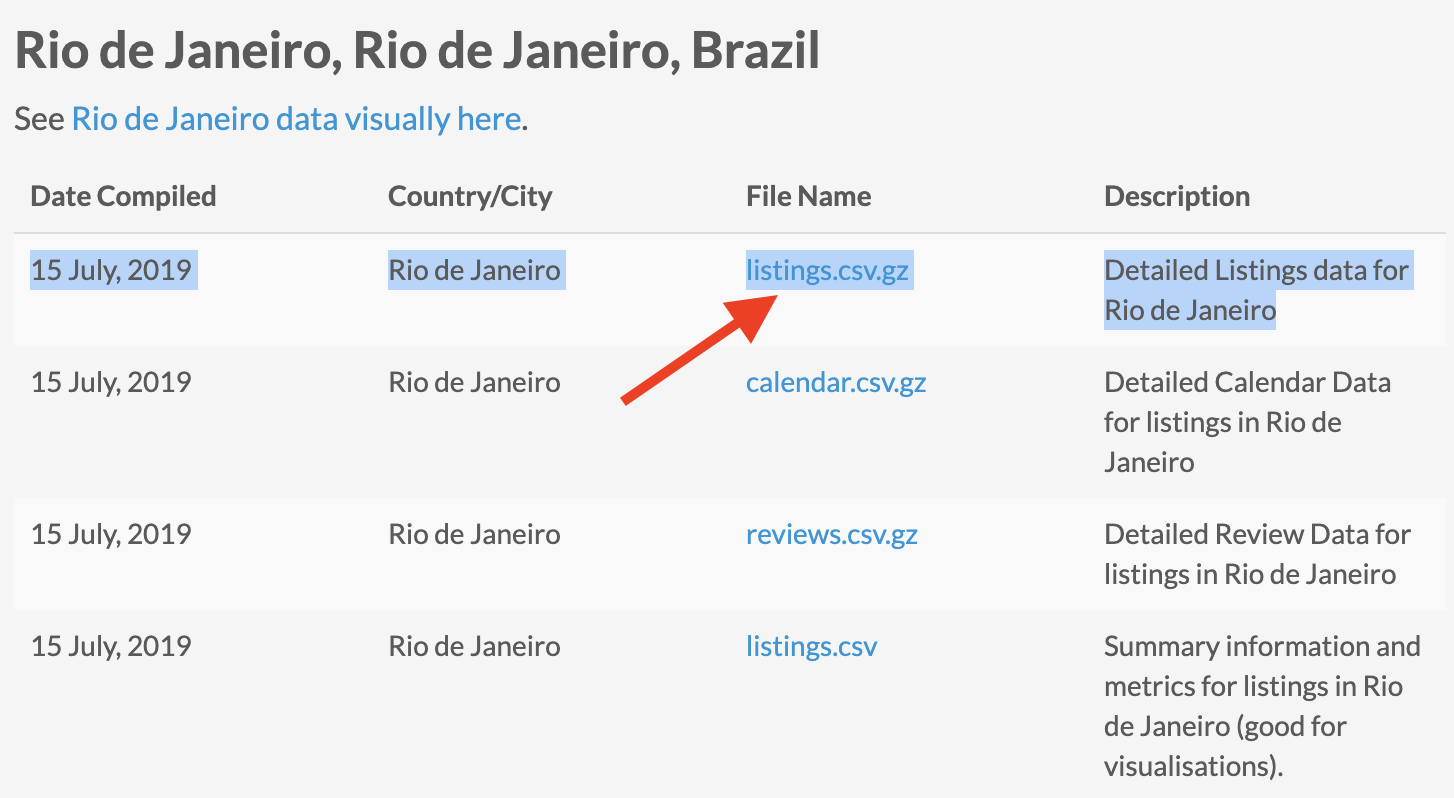 Rio de Janeiro, Rio de Janeiro, Brazil
See Rio de Janeiro data visually here.
Date Compiled Country/City File Name Description
15 July, 2019 Rio de Janeiro listings.csv.gz Detailed Listings data for
Rio de Janeiro
15 July, 2019 Rio de Janeiro calendar.csv.gz Detailed Calendar Data
for listings in Rio de
Janeiro
15 July, 2019 Rio de Janeiro reviews.csv.gz Detailed Review Data for
listings in Rio de Janeiro
15 July, 2019 Rio de Janeiro listings.csv Summary information and
metrics for listings in Rio
de Janeiro (good for
visualisations).